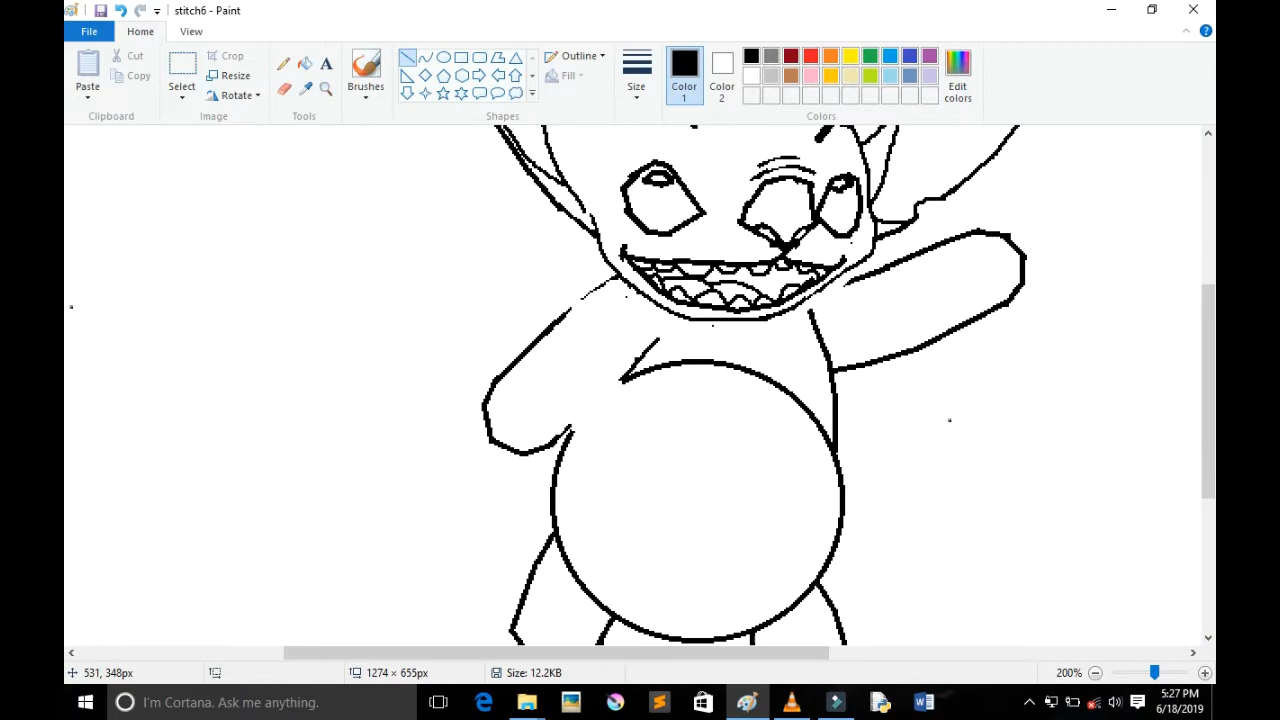 stitch6 - Paint
File Home View
Paste
Cut
Copy
Clipboard
Select
Crop
Resize
Rotate
Image
A
Tools
Brushes
Outline
Fill
Shapes
Size
Color 1
Color 2
Edit colors
Colors
531, 348px
1274 × 655px
Size: 12.2KB
200%
I'm Cortana. Ask me anything.
5:27 PM
6/18/2019